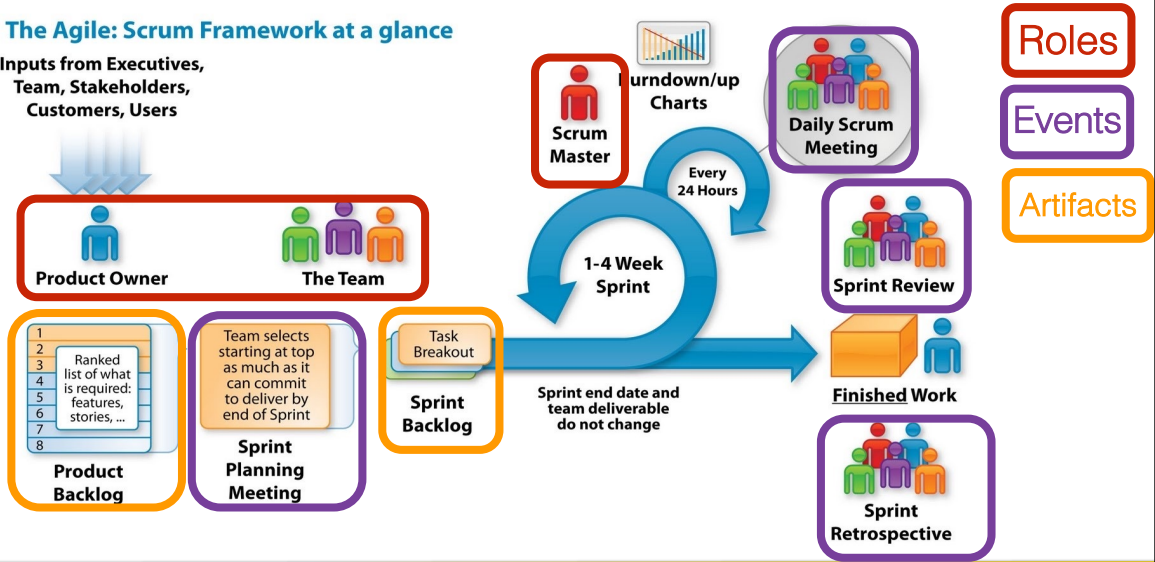 The Agile: Scrum Framework at a glance
Inputs from Executives,
Team, Stakeholders,
Customers, Users
Product Owner
The Team
1
2
3
4
5
6
7
8
Ranked
list of what
is required:
features,
stories, ...
Product
Backlog
Team selects
starting at top
as much as it
can commit
to deliver by
end of Sprint
Sprint
Planning
Meeting
Task
Breakout
Sprint
Backlog
Scrum
Master
Burndown/up
Charts
Every
24 Hours
1-4 Week
Sprint
Sprint end date and
team deliverable
do not change
Daily Scrum
Meeting
Sprint Review
Finished Work
Sprint
Retrospective
Roles
Events
Artifacts